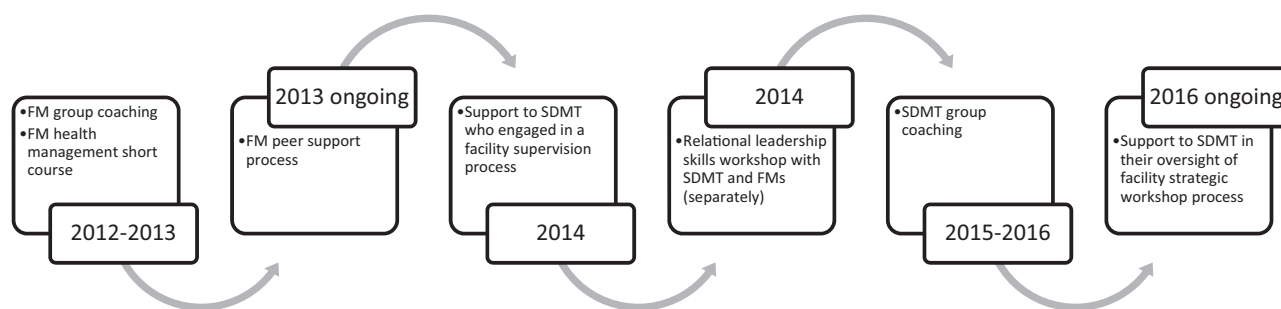 •FM group coaching
•FM health
management short
course
2012-2013
2013 ongoing
•FM peer support
process
•Support to SDMT
who engaged in a
facility supervision
process
2014
2014
•Relational leadership
skills workshop with
SDMT and FMs
(separately)
•SDMT group
coaching
2015-2016
2016 ongoing
•Support to SDMT in
their oversight of
facility strategic
workshop process